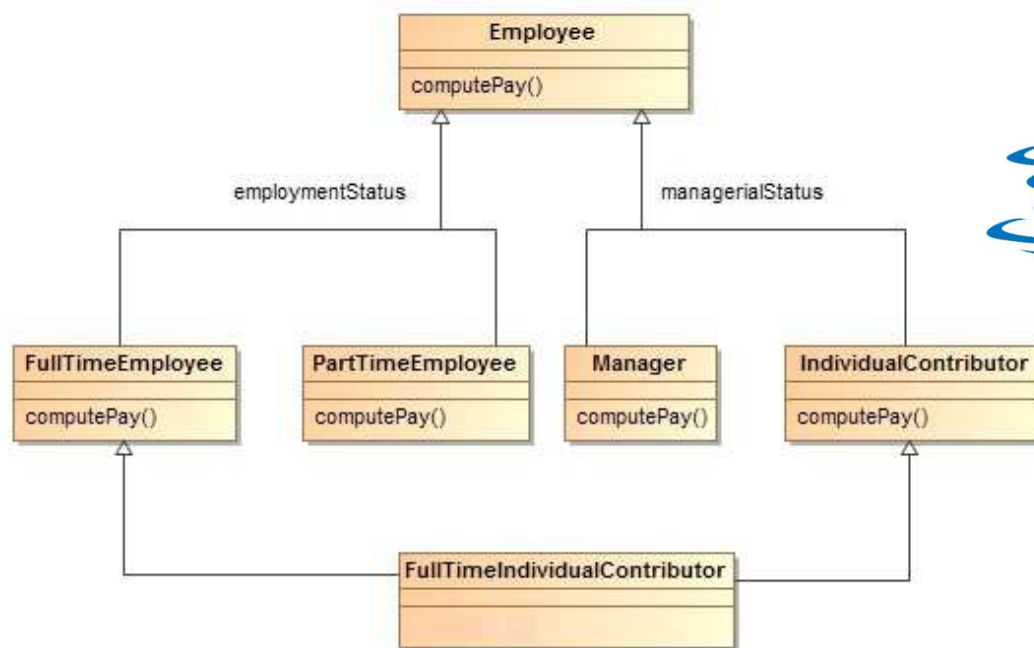 Employee
computePay()
employmentStatus
managerialStatus
FullTimeEmployee
computePay()
PartTimeEmployee
computePay()
Manager
computePay()
IndividualContributor
computePay()
FullTimeIndividualContributor